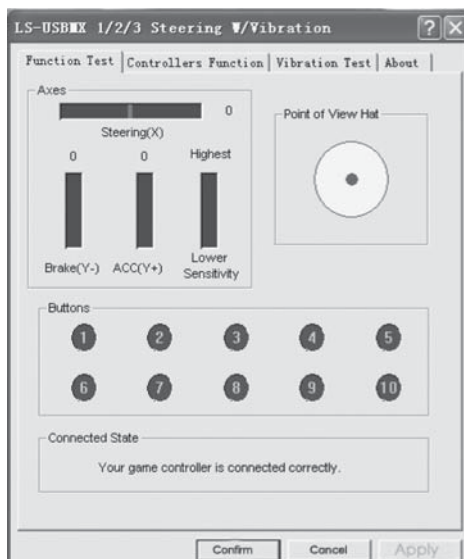 LS-USBMX 1/2/3 Steering W/Vibration ? X
Function Test Controllers Function Vibration Test About
Axes
0
Steering(X)
0 0 Highest
Brake(Y-) ACC(Y+) Lower
Sensitivity
Point of View Hat
Buttons
1 2 3 4 5
6 7 8 9 10
Connected State
Your game controller is connected correctly.
Confirm Cancel Apply